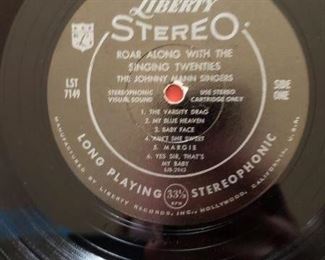 LIBERTY
STEREO
ROAR ALONG WITH THE
SINGING TWENTIES
THE JOHNNY MANN SINGERS
LST
7149
SIDE
ONE
STEREOPHONIC
VISUAL SOUND
USE STEREO
CARTRIDGE ONLY
1. THE VARSITY DRAG
2. MY BLUE HEAVEN
3. BABY FACE
4. AIN'T SHE SWEET
5. MARGIE
6. YES SIR, THAT'S
MY BABY
LONG PLAYING 33⅓ STEREOPHONIC
RPM
MANUFACTURED BY LIBERTY RECORDS, INC., HOLLYWOOD, CALIFORNIA, U.S.A.